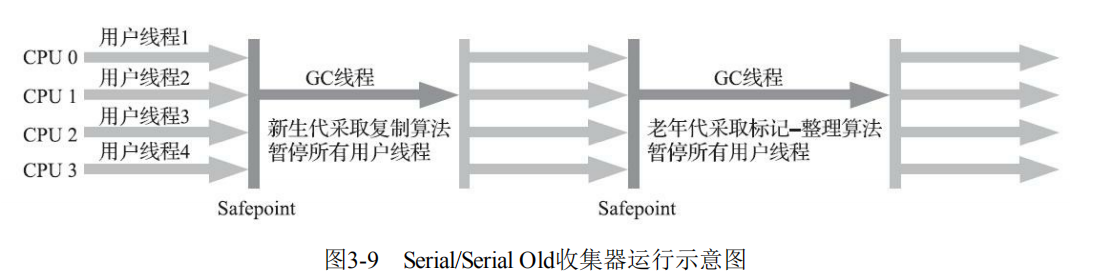 CPU 0
用户线程1
CPU 1
用户线程2
CPU 2
用户线程3
CPU 3
用户线程4
GC线程
新生代采取复制算法
暂停所有用户线程
GC线程
老年代采取标记–整理算法
暂停所有用户线程
Safepoint
Safepoint
图3-9 Serial/Serial Old收集器运行示意图